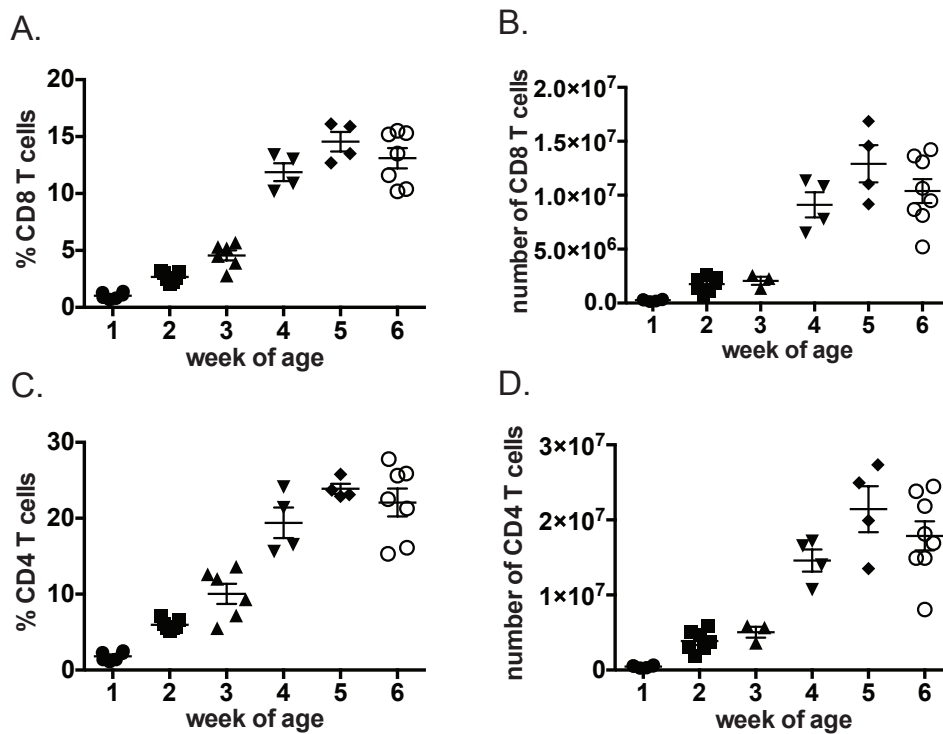 A.
% CD8 T cells
20
15
10
5
0
1 2 3 4 5 6
week of age
B.
number of CD8 T cells
2.0×10⁷
1.5×10⁷
1.0×10⁷
5.0×10⁶
0.0
1 2 3 4 5 6
week of age
C.
% CD4 T cells
30
20
10
0
1 2 3 4 5 6
week of age
D.
number of CD4 T cells
3×10⁷
2×10⁷
1×10⁷
0
1 2 3 4 5 6
week of age